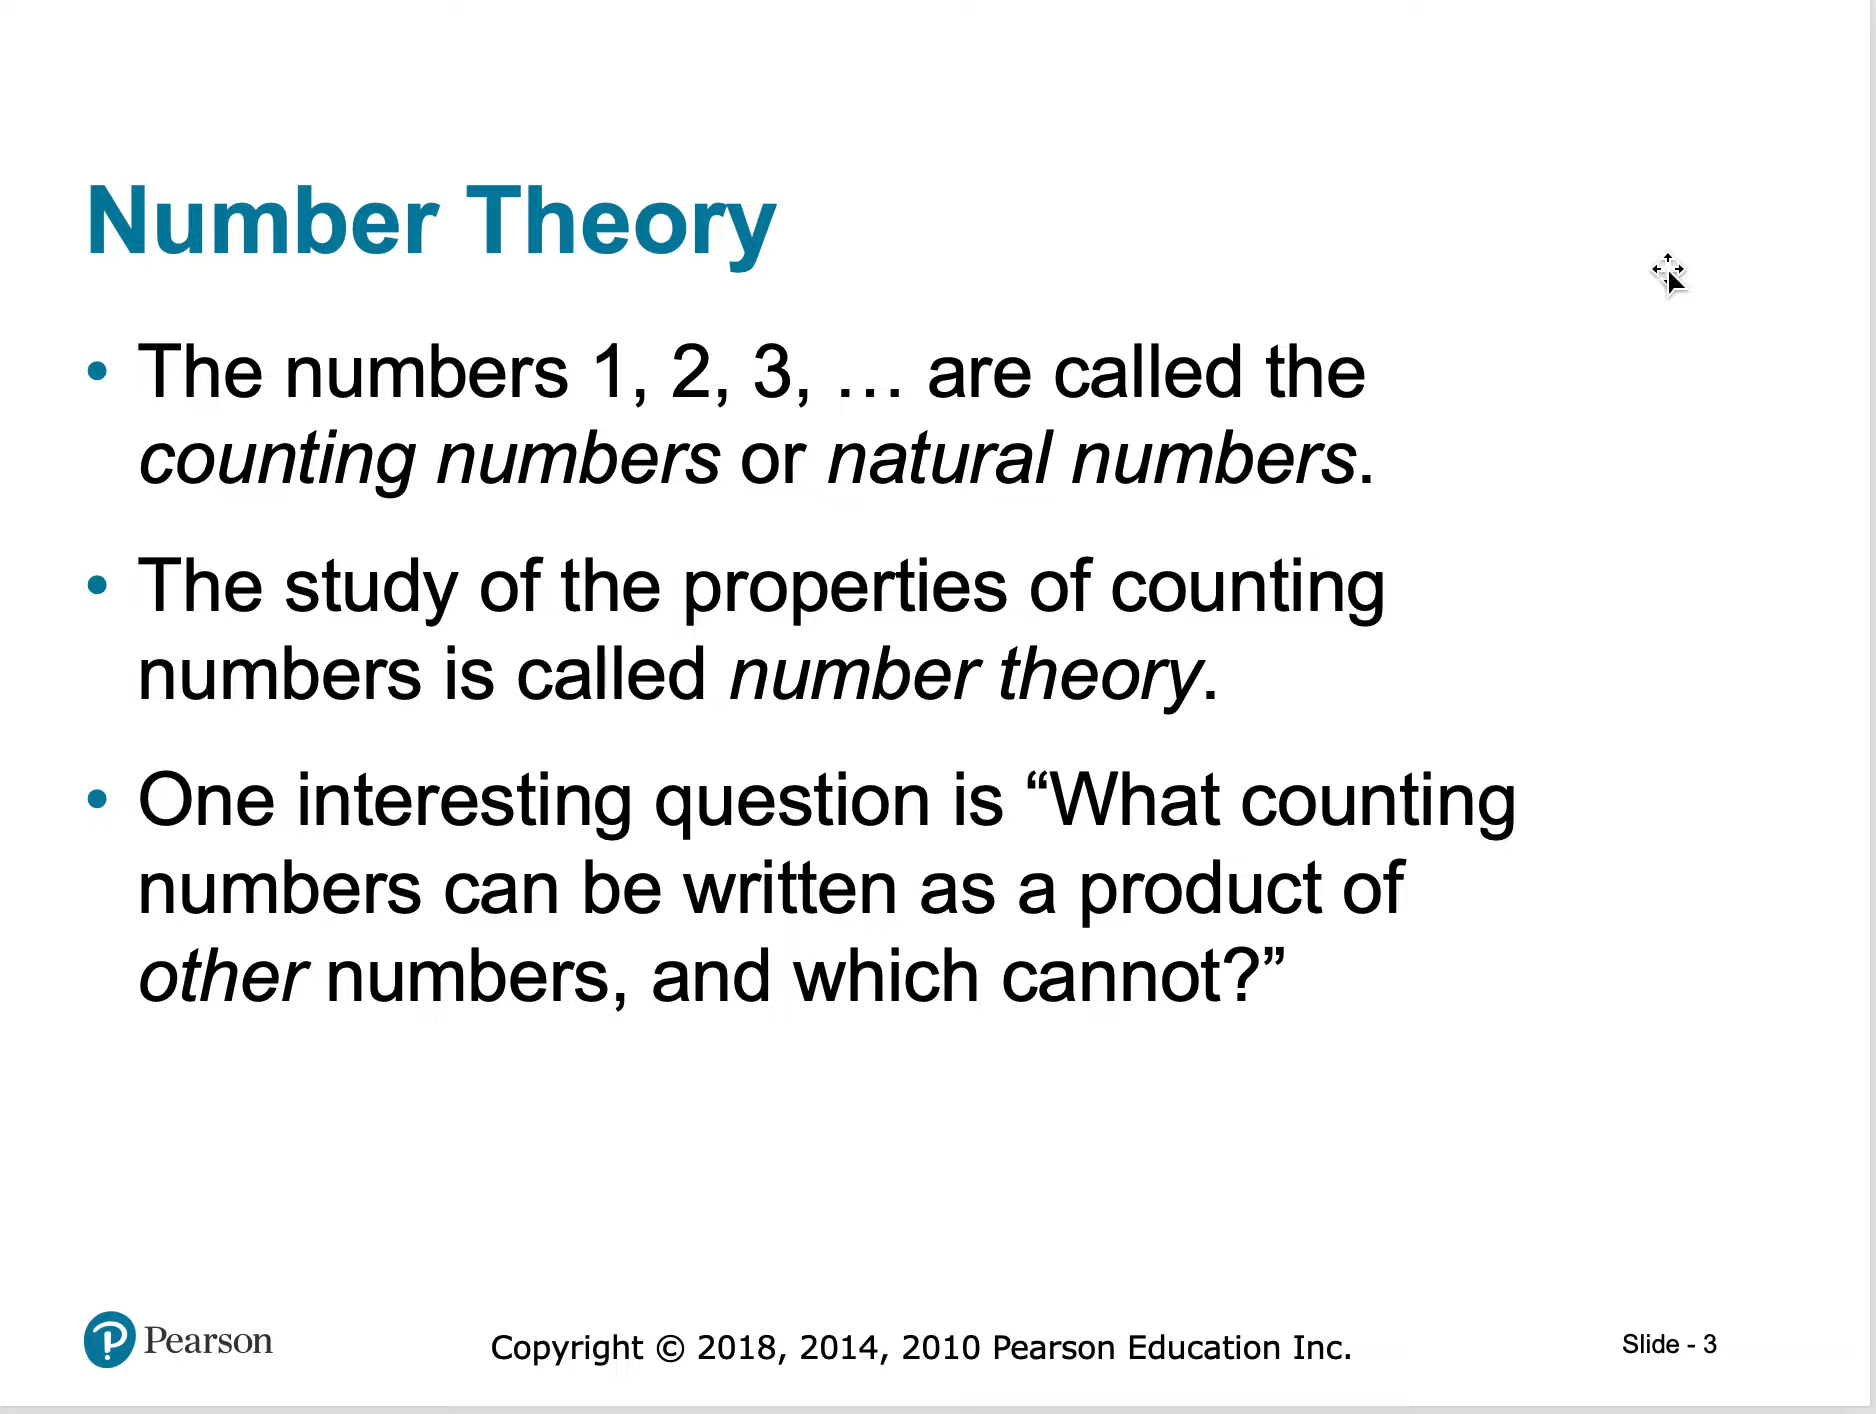 Number Theory
• The numbers 1, 2, 3, … are called the
counting numbers or natural numbers.
• The study of the properties of counting
numbers is called number theory.
• One interesting question is “What counting
numbers can be written as a product of
other numbers, and which cannot?”
Pearson
Copyright © 2018, 2014, 2010 Pearson Education Inc.
Slide - 3